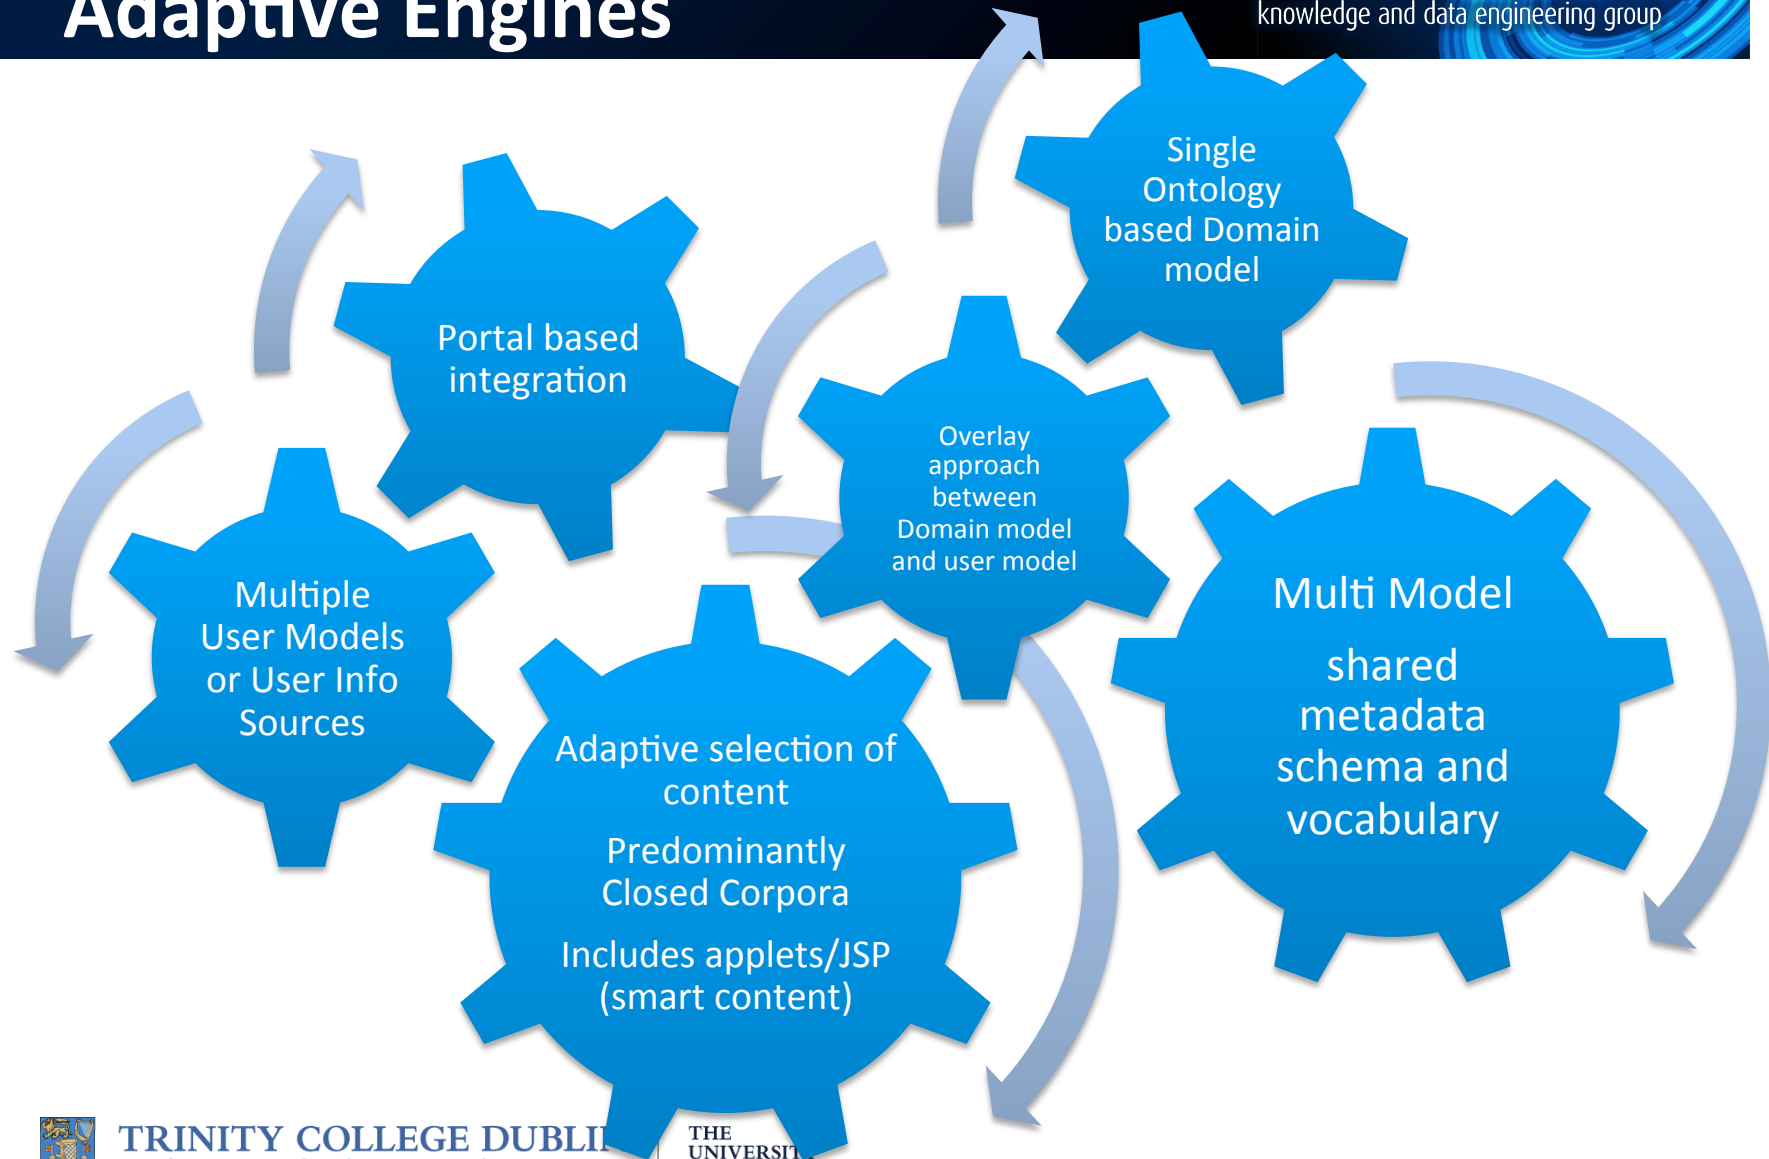 Adaptive Engines
knowledge and data engineering group
Single
Ontology
based Domain
model
Portal based
integration
Overlay
approach
between
Domain model
and user model
Multiple
User Models
or User Info
Sources
Multi Model
shared
metadata
schema and
vocabulary
Adaptive selection of
content
Predominantly
Closed Corpora
Includes applets/JSP
(smart content)
TRINITY COLLEGE
THE